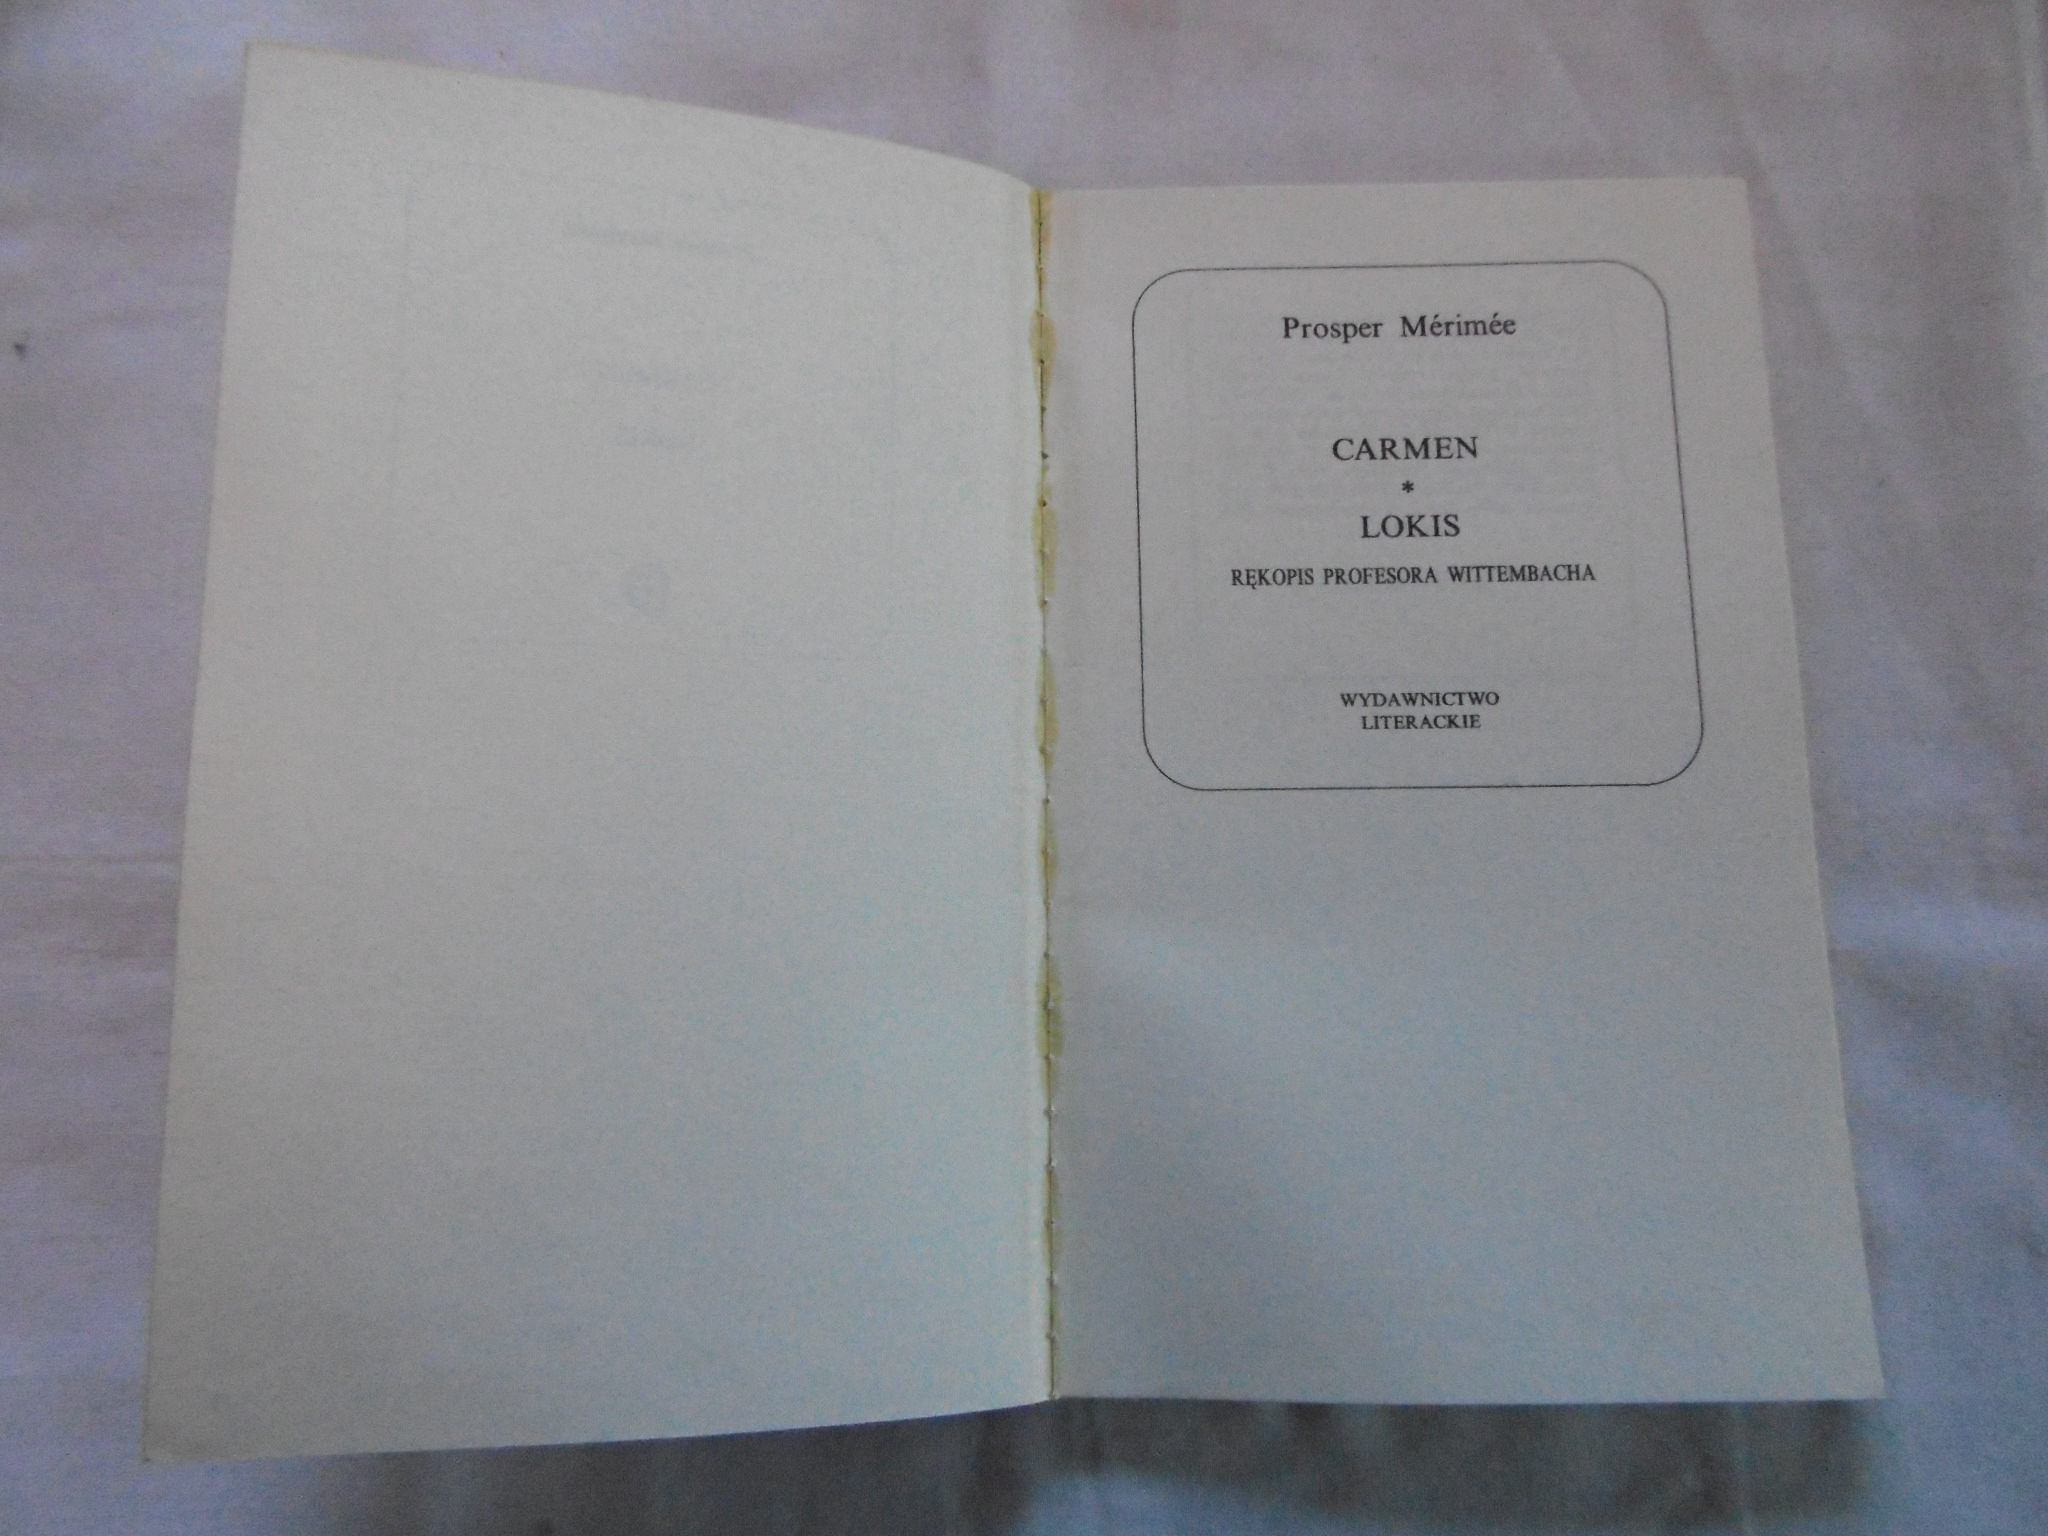 Prosper Mérimée
CARMEN
*
LOKIS
RĘKOPIS PROFESORA WITTEMBACHA
WYDAWNICTWO
LITERACKIE